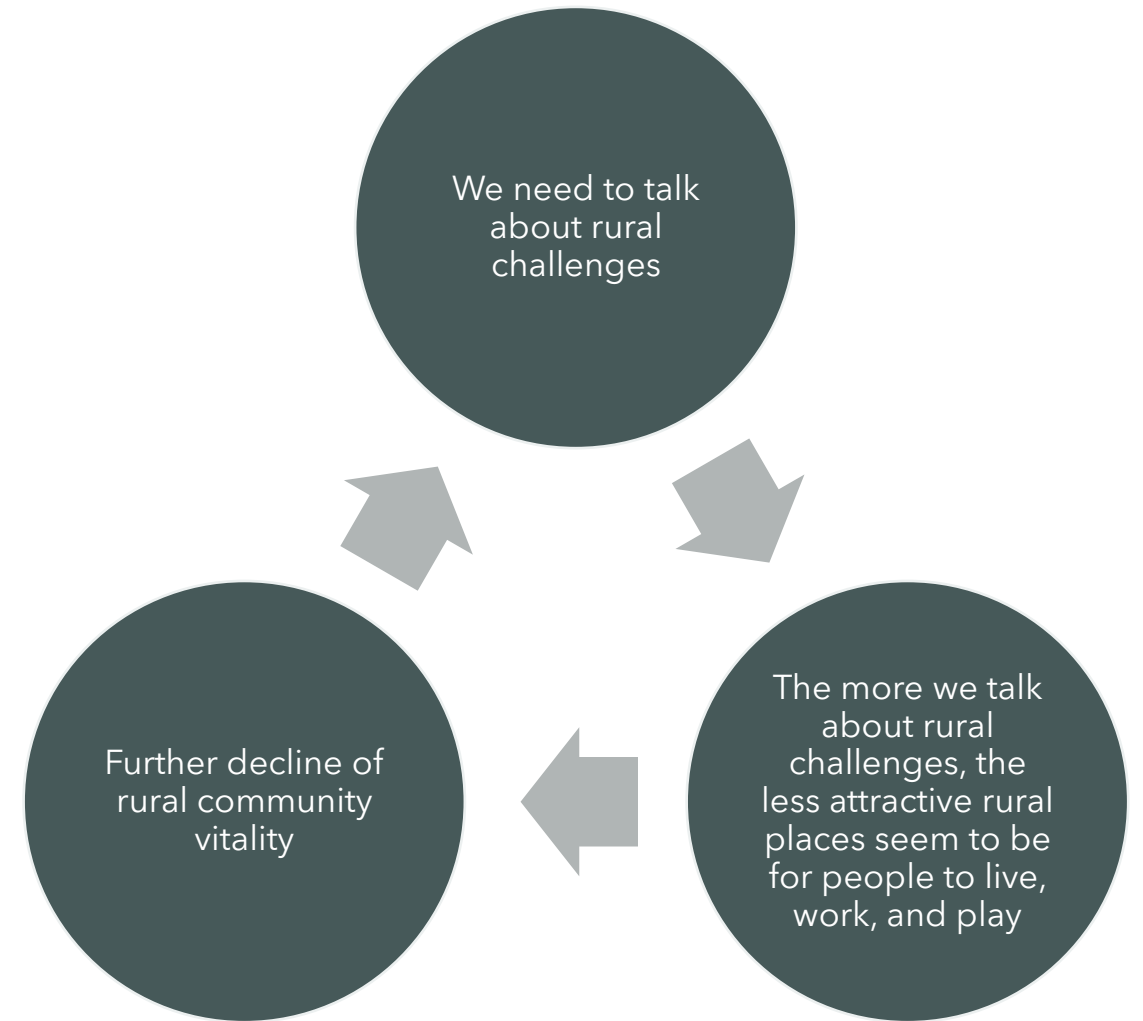 We need to talk
about rural
challenges
The more we talk
about rural
challenges, the
less attractive rural
places seem to be
for people to live,
work, and play
Further decline of
rural community
vitality